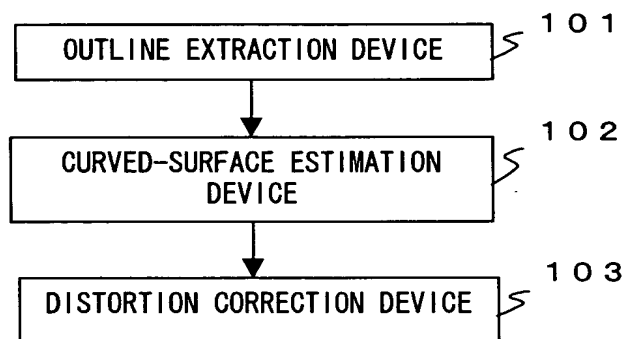 101
OUTLINE EXTRACTION DEVICE
102
CURVED-SURFACE ESTIMATION
DEVICE
103
DISTORTION CORRECTION DEVICE